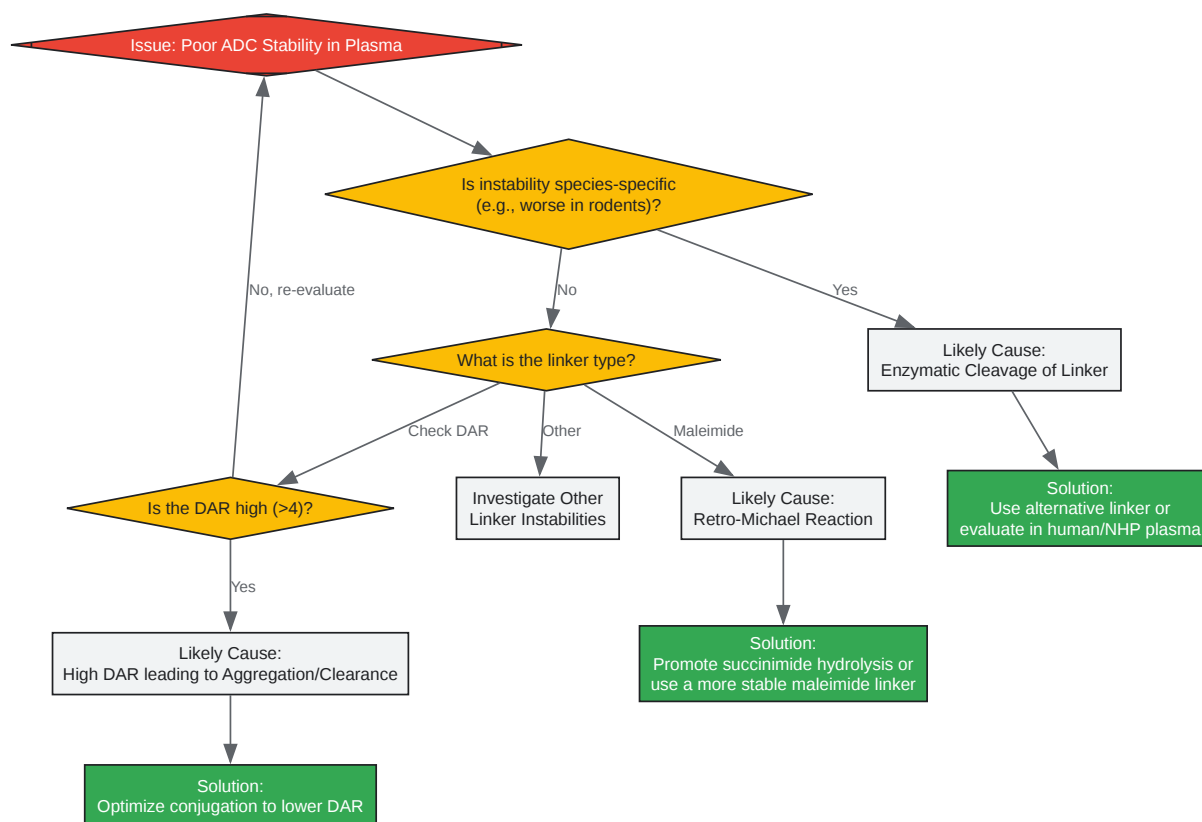 Issue: Poor ADC Stability in Plasma
Is instability species-specific
(e.g., worse in rodents)?
No, re-evaluate
No
Yes
What is the linker type?
Likely Cause:
Enzymatic Cleavage of Linker
Check DAR
Other
Maleimide
Is the DAR high (>4)?
Investigate Other
Linker Instabilities
Likely Cause:
Retro-Michael Reaction
Solution:
Use alternative linker or
evaluate in human/NHP plasma
Yes
Likely Cause:
High DAR leading to Aggregation/Clearance
Solution:
Promote succinimide hydrolysis or
use a more stable maleimide linker
Solution:
Optimize conjugation to lower DAR